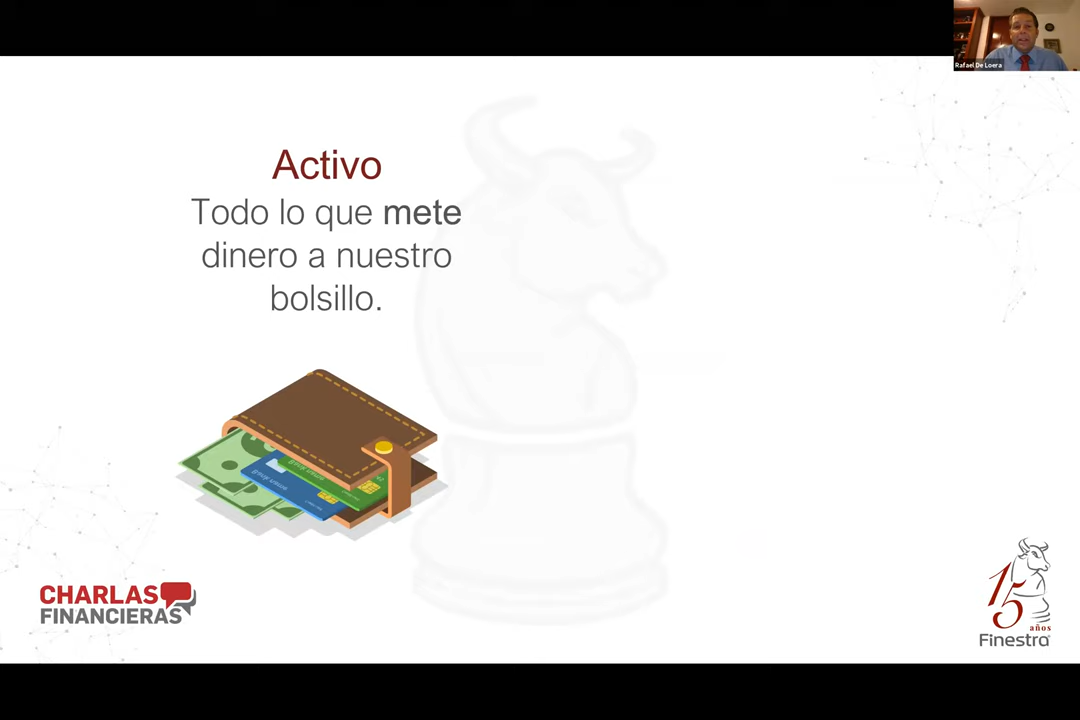 Rafael De Loera
Activo
Todo lo que mete
dinero a nuestro
bolsillo.
CHARLAS
FINANCIERAS
15
años
Finestra